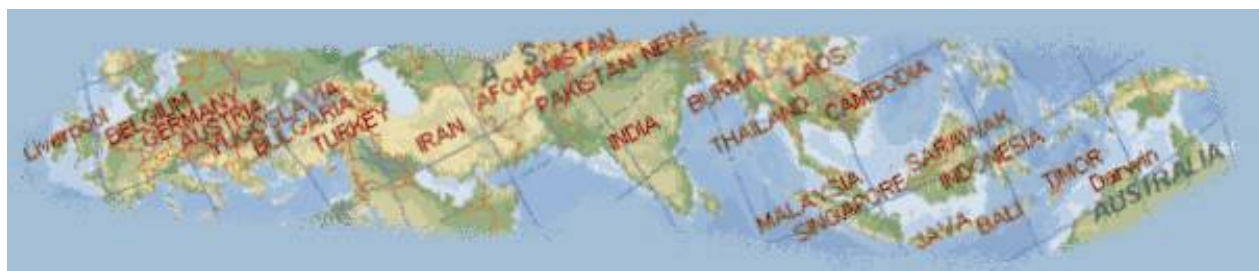 Liverpool
BELGIUM
GERMANY
AUSTRIA
YUGOSLAVIA
BULGARIA
TURKEY
IRAN
A S
AFGHANISTAN
PAKISTAN NEPAL
INDIA
BURMA
LAOS
THAILAND
CAMBODIA
MALAYSIA
SINGAPORE
SARAWAK
INDONESIA
JAVA
BALI
TIMOR
Darwin
AUSTRALIA